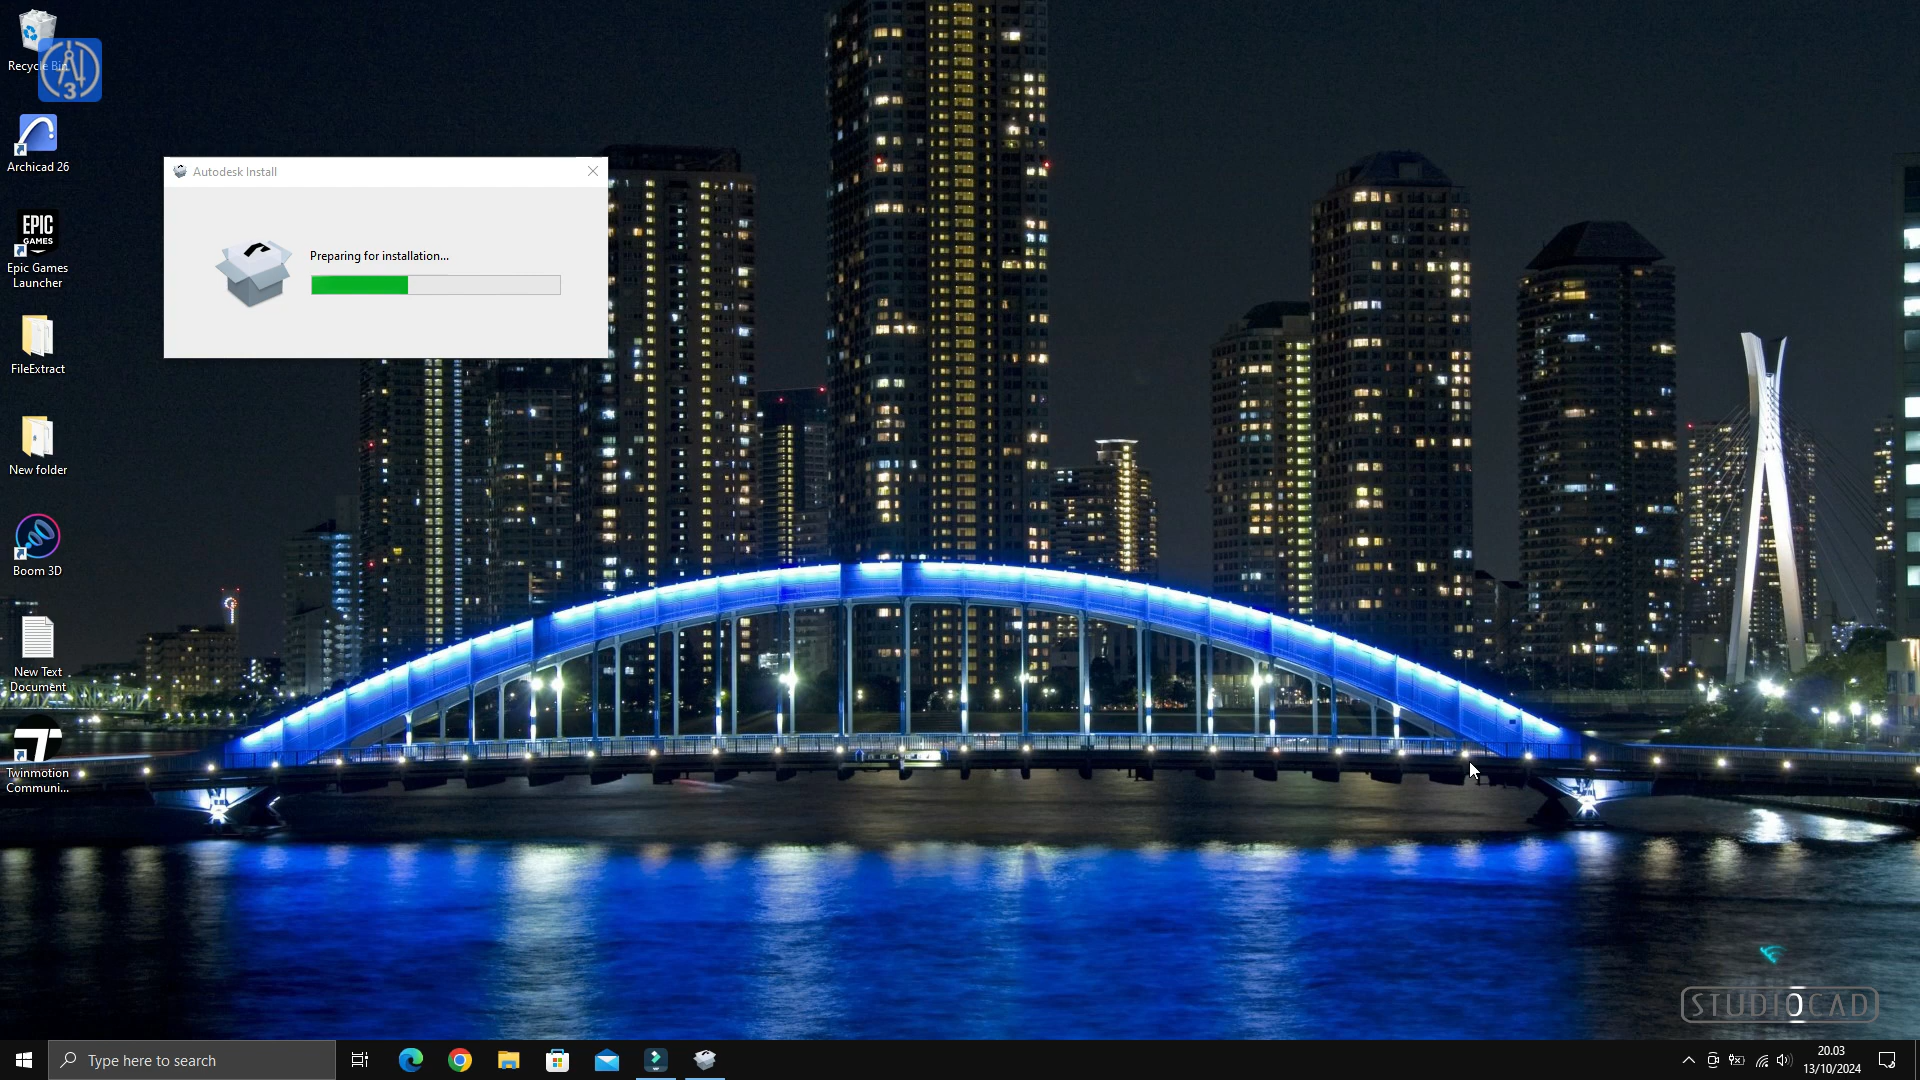 Recycle Bin
3
Archicad 26
EPIC
GAMES
Epic Games
Launcher
FileExtract
New folder
Boom 3D
New Text
Document
Twinmotion
Communi...
Autodesk Install
Preparing for installation...
STUDIOCAD
Type here to search
20.03
13/10/2024